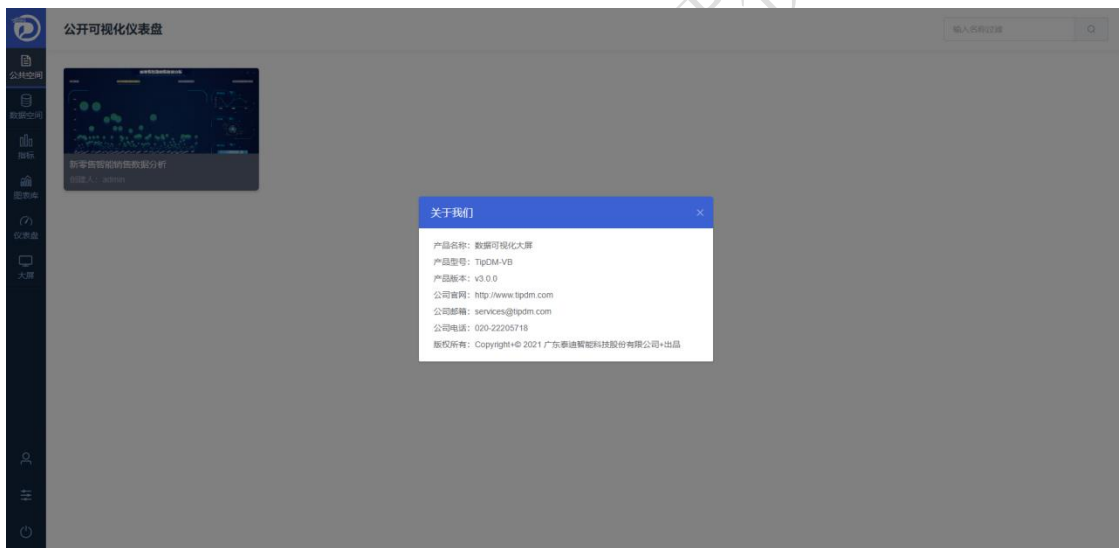 公开可视化仪表盘
输入名称过滤
公共空间
数据空间
指标
图表库
仪表盘
大屏
新零售智能销售数据分析
创建人：admin
关于我们
产品名称：数据可视化大屏
产品型号：TipDM-VB
产品版本：v3.0.0
公司官网：http://www.tipdm.com
公司邮箱：services@tipdm.com
公司电话：020-22205718
版权所有：Copyright+© 2021 广东泰迪智能科技股份有限公司+出品